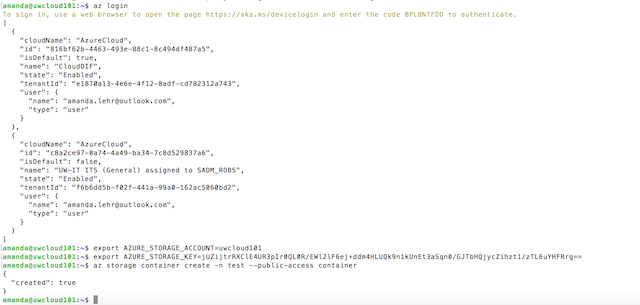 amanda@uwcloud101:~$ az login
To sign in, use a web browser to open the page https://aka.ms/devicelogin and enter the code BPL8NTFDD to authenticate.
[
  {
    "cloudName": "AzureCloud",
    "id": "816bf62b-4463-493e-88c1-8c494df487a5",
    "isDefault": true,
    "name": "CloudDIF",
    "state": "Enabled",
    "tenantId": "e1870a13-4e6e-4f12-8adf-cd782312a743",
    "user": {
      "name": "amanda.lehr@outlook.com",
      "type": "user"
    }
  },
  {
    "cloudName": "AzureCloud",
    "id": "c8a2ce97-0a74-4a49-ba34-7c8d529837a6",
    "isDefault": false,
    "name": "UW-IT ITS (General) assigned to SADM_ROB5",
    "state": "Enabled",
    "tenantId": "f6b6dd5b-f02f-441a-99a0-162ac5060bd2",
    "user": {
      "name": "amanda.lehr@outlook.com",
      "type": "user"
    }
  }
]
amanda@uwcloud101:~$ export AZURE_STORAGE_ACCOUNT=uwcloud101
amanda@uwcloud101:~$ export AZURE_STORAGE_KEY=
amanda@uwcloud101:~$ az storage container create -n test --public-access container
{
  "created": true
}
amanda@uwcloud101:~$